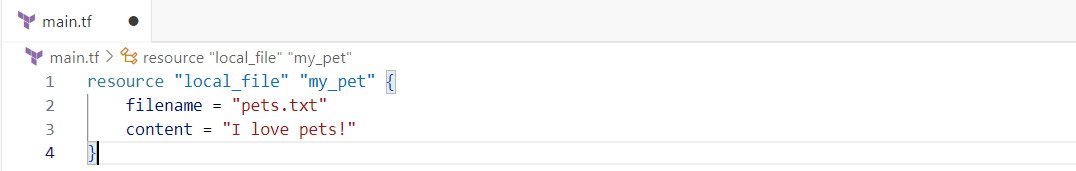 main.tf
main.tf > resource "local_file" "my_pet"
1 resource "local_file" "my_pet" {
2     filename = "pets.txt"
3     content = "I love pets!"
4 }